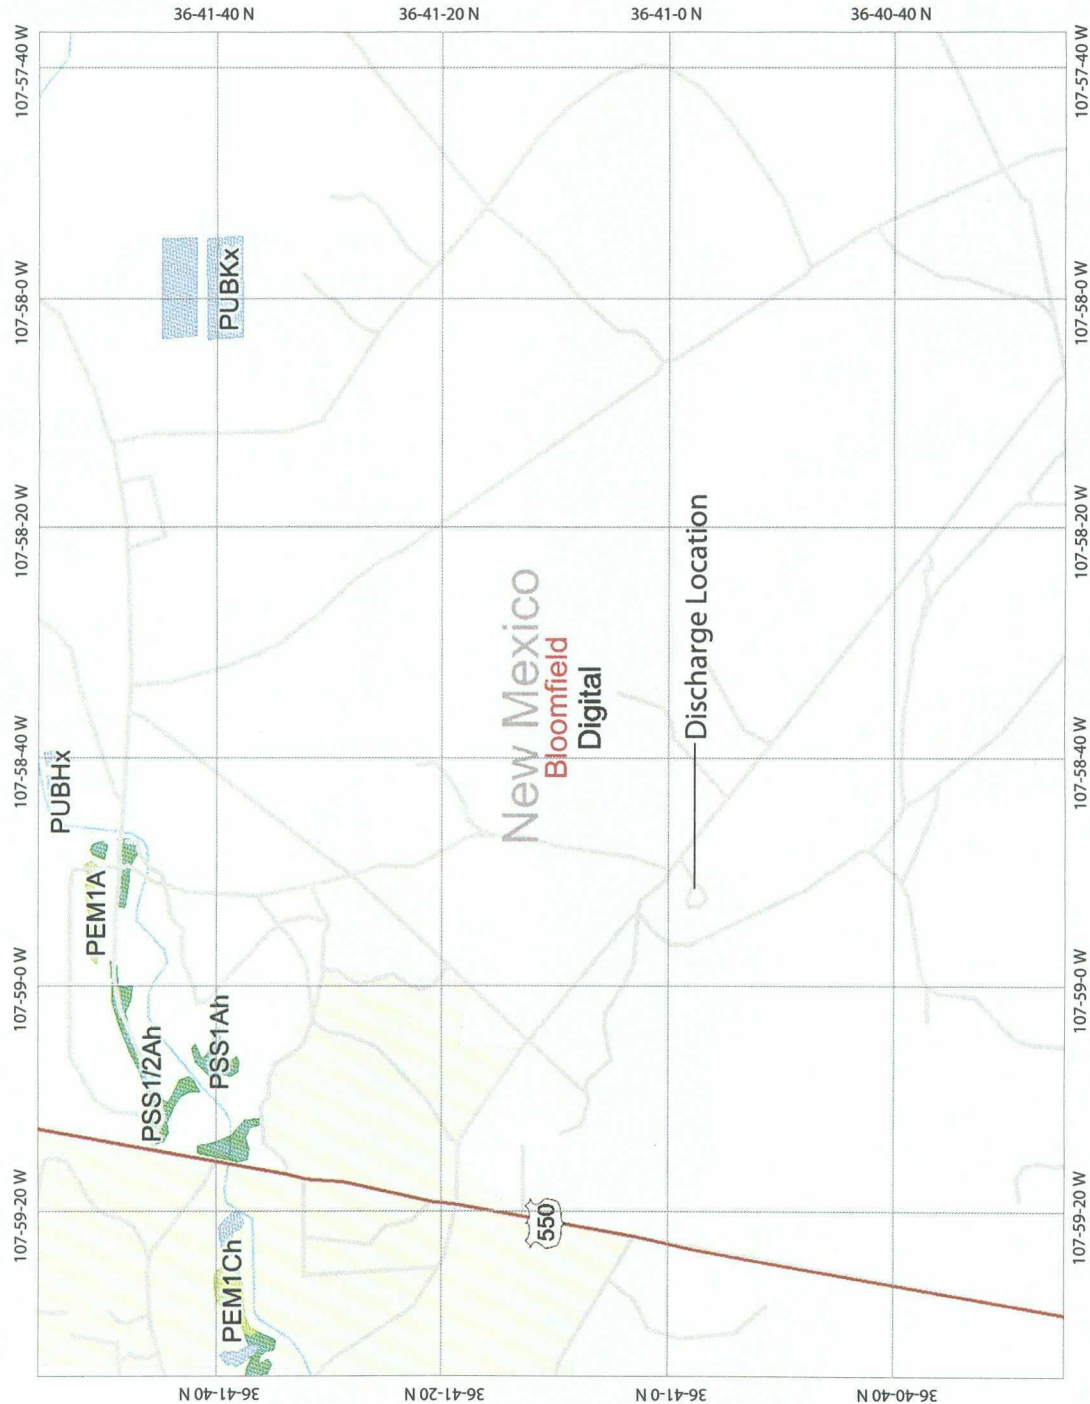 36-41-40 N
36-41-20 N
36-41-0 N
36-40-40 N
107-57-40 W
107-57-40 W
107-58-0 W
107-58-0 W
107-58-20 W
107-58-20 W
107-58-40 W
107-58-40 W
107-59-0 W
107-59-0 W
107-59-20 W
107-59-20 W
PUBKx
PUBHx
PEM1A
PSS1/2Ah
PSS1Ah
PEM1Ch
New Mexico
Bloomfield
Digital
Discharge Location
550
36-41-40 N
36-41-20 N
36-41-0 N
36-40-40 N